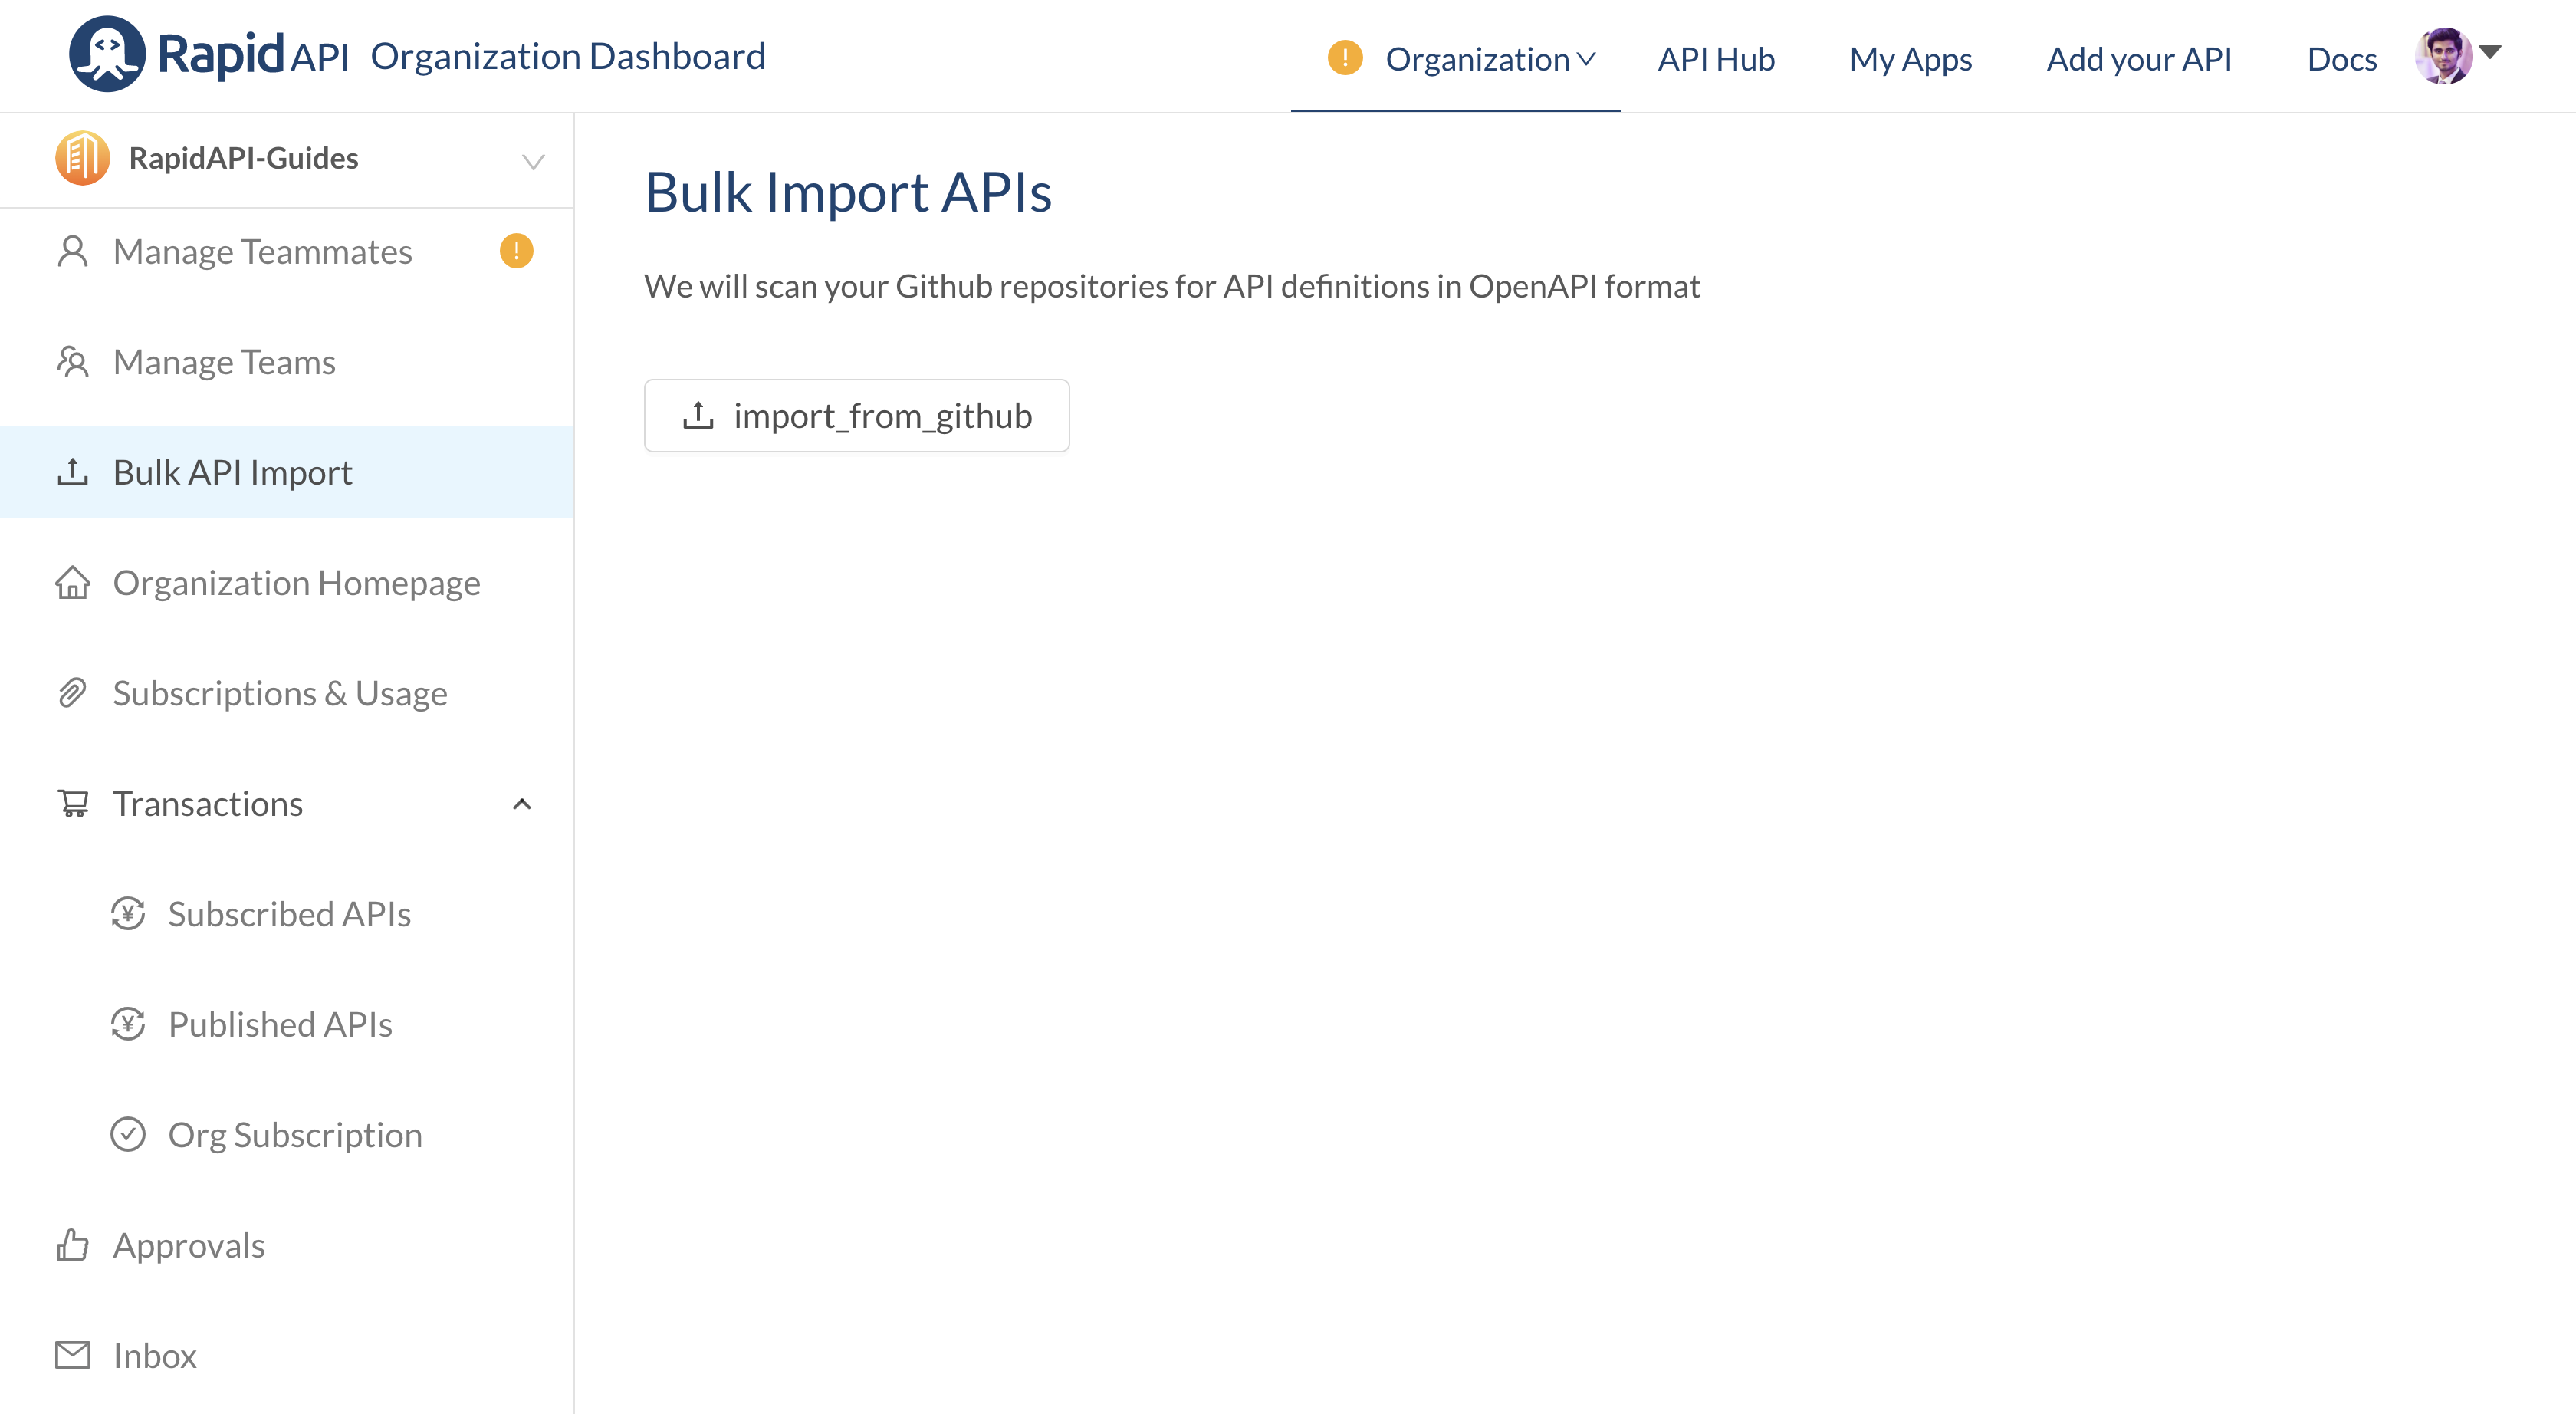 RapidAPI Organization Dashboard
! Organization
API Hub
My Apps
Add your API
Docs
RapidAPI-Guides
Manage Teammates !
Manage Teams
Bulk API Import
Organization Homepage
Subscriptions & Usage
Transactions
Subscribed APIs
Published APIs
Org Subscription
Approvals
Inbox
Bulk Import APIs
We will scan your Github repositories for API definitions in OpenAPI format
import_from_github